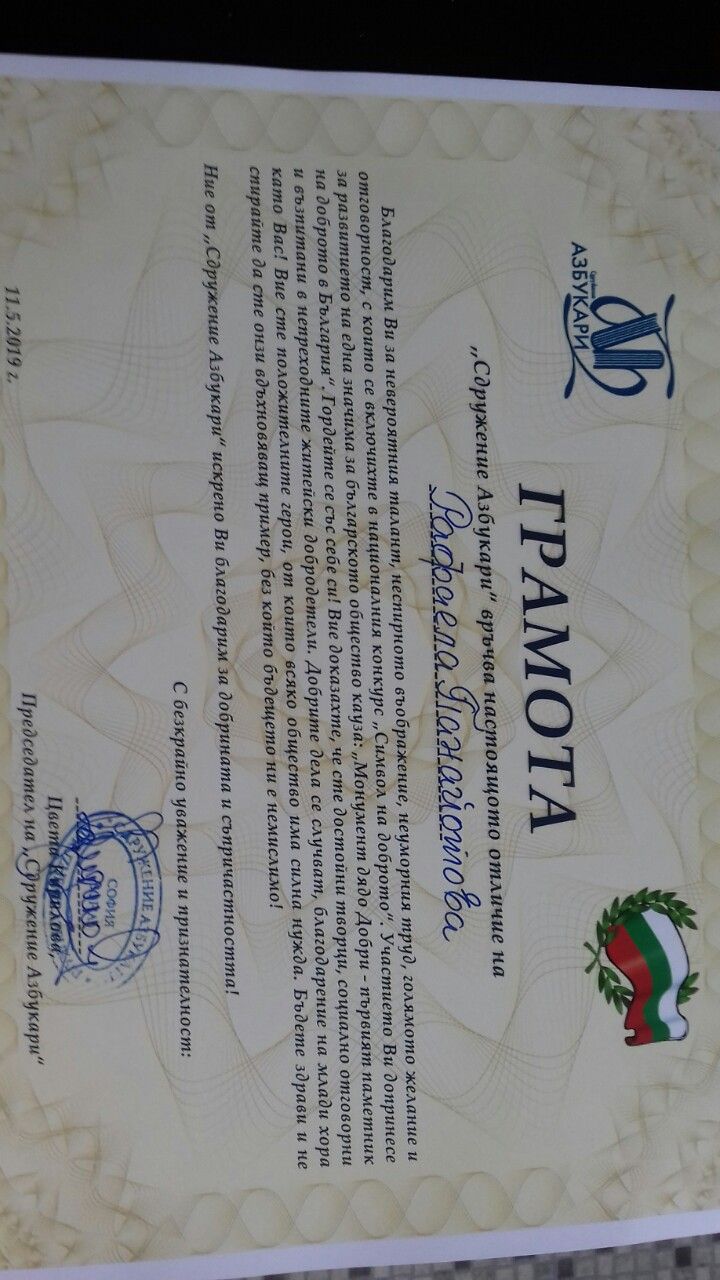 Сдружение
АЗБУКАРИ
ГРАМОТА
„Сдружение Азбукари“ връчва настоящото отличие на
Рафаела Панайотова
Благодарим Ви за невероятния талант, неспирното въображение, неуморния труд, голямото желание и
отговорност, с които се включихте в националния конкурс „Символ на доброто“. Участието Ви допринесе
за развитието на една значима за българското общество кауза: „Монумент дядо Добри - първият паметник
на доброто в България“. Гордейте се със себе си! Вие доказахте, че сте достойни творци, социално отговорни
и възпитани в непреходните житейски добродетели. Добрите дела се случват, благодарение на млади хора
като Вас! Вие сте положителните герои, от които всяко общество има силна нужда. Бъдете здрави и не
спирайте да сте онзи вдъхновяващ пример, без който бъдещето ни е немислимо!
Ние от „Сдружение Азбукари“ искрено Ви благодарим за добрината и съпричастността!
С безкрайно уважение и признателност:
СДРУЖЕНИЕ АЗБУКАРИ
СОФИЯ
Цвета Кирилова,
Председател на „Сдружение Азбукари“
11.5.2019 г.